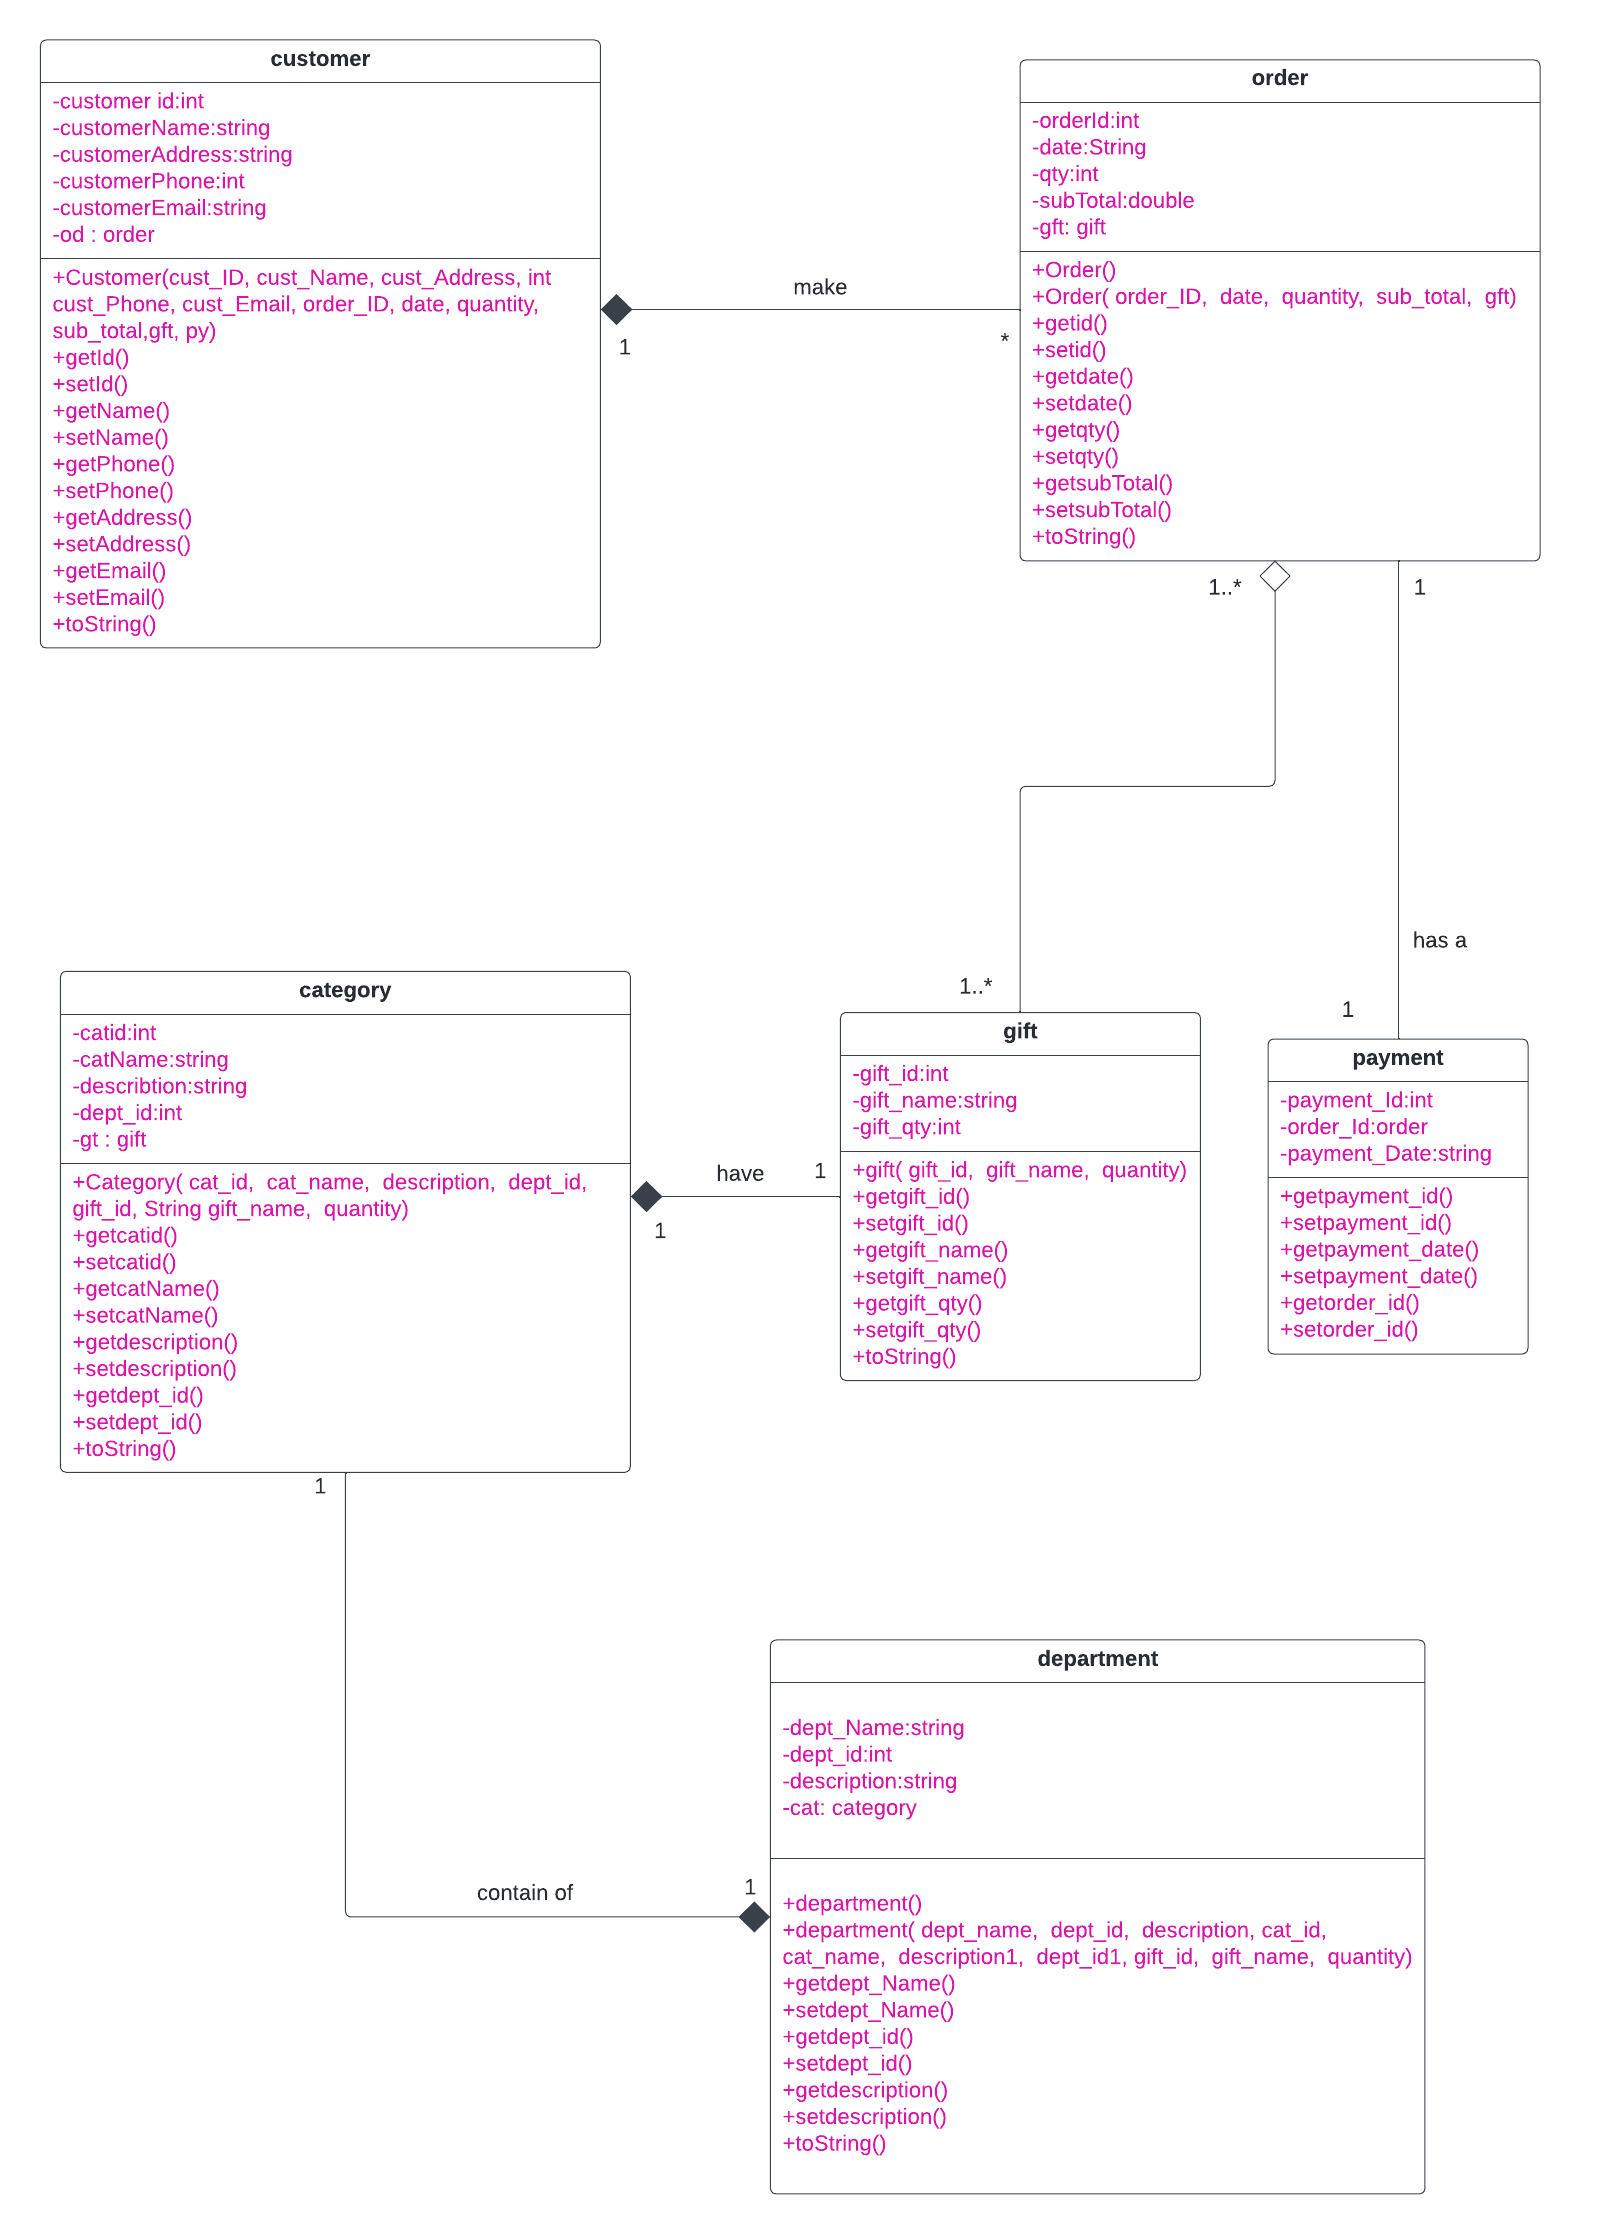 customer
-customer id:int
-customerName:string
-customerAddress:string
-customerPhone:int
-customerEmail:string
-od : order
+Customer(cust_ID, cust_Name, cust_Address, int
cust_Phone, cust_Email, order_ID, date, quantity,
sub_total,gft, py)
+getId()
+setId()
+getName()
+setName()
+getPhone()
+setPhone()
+getAddress()
+setAddress()
+getEmail()
+setEmail()
+toString()
make
1
*
order
-orderId:int
-date:String
-qty:int
-subTotal:double
-gft: gift
+Order()
+Order( order_ID, date, quantity, sub_total, gft)
+getid()
+setid()
+getdate()
+setdate()
+getqty()
+setqty()
+getsubTotal()
+setsubTotal()
+toString()
1..*
1
has a
1..*
1
category
-catid:int
-catName:string
-describtion:string
-dept_id:int
-gt : gift
+Category( cat_id, cat_name, description, dept_id,
gift_id, String gift_name, quantity)
+getcatid()
+setcatid()
+getcatName()
+setcatName()
+getdescription()
+setdescription()
+getdept_id()
+setdept_id()
+toString()
have
1
1
gift
-gift_id:int
-gift_name:string
-gift_qty:int
+gift( gift_id, gift_name, quantity)
+getgift_id()
+setgift_id()
+getgift_name()
+setgift_name()
+getgift_qty()
+setgift_qty()
+toString()
payment
-payment_Id:int
-order_Id:order
-payment_Date:string
+getpayment_id()
+setpayment_id()
+getpayment_date()
+setpayment_date()
+getorder_id()
+setorder_id()
1
contain of
1
department
-dept_Name:string
-dept_id:int
-description:string
-cat: category
+department()
+department( dept_name, dept_id, description, cat_id,
cat_name, description1, dept_id1, gift_id, gift_name, quantity)
+getdept_Name()
+setdept_Name()
+getdept_id()
+setdept_id()
+getdescription()
+setdescription()
+toString()